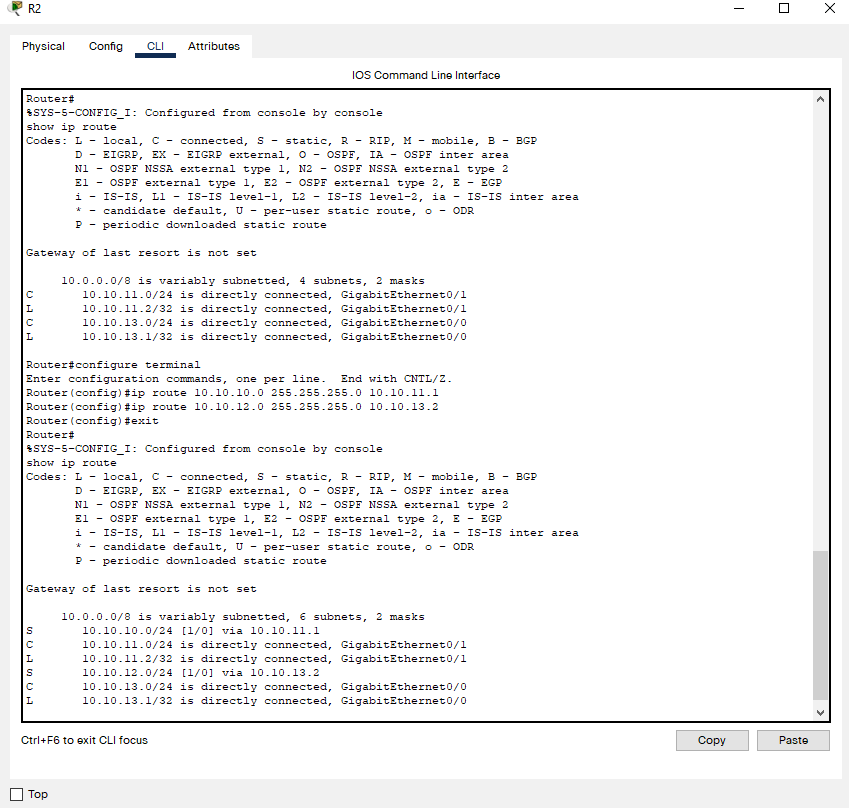 R2
Physical Config CLI Attributes
IOS Command Line Interface
Router#
%SYS-5-CONFIG_I: Configured from console by console
show ip route
Codes: L - local, C - connected, S - static, R - RIP, M - mobile, B - BGP
D - EIGRP, EX - EIGRP external, O - OSPF, IA - OSPF inter area
N1 - OSPF NSSA external type 1, N2 - OSPF NSSA external type 2
E1 - OSPF external type 1, E2 - OSPF external type 2, E - EGP
i - IS-IS, L1 - IS-IS level-1, L2 - IS-IS level-2, ia - IS-IS inter area
* - candidate default, U - per-user static route, o - ODR
P - periodic downloaded static route
Gateway of last resort is not set
10.0.0.0/8 is variably subnetted, 4 subnets, 2 masks
C 10.10.11.0/24 is directly connected, GigabitEthernet0/1
L 10.10.11.2/32 is directly connected, GigabitEthernet0/1
C 10.10.13.0/24 is directly connected, GigabitEthernet0/0
L 10.10.13.1/32 is directly connected, GigabitEthernet0/0
Router#configure terminal
Enter configuration commands, one per line. End with CNTL/Z.
Router(config)#ip route 10.10.10.0 255.255.255.0 10.10.11.1
Router(config)#ip route 10.10.12.0 255.255.255.0 10.10.13.2
Router(config)#exit
Router#
%SYS-5-CONFIG_I: Configured from console by console
show ip route
Codes: L - local, C - connected, S - static, R - RIP, M - mobile, B - BGP
D - EIGRP, EX - EIGRP external, O - OSPF, IA - OSPF inter area
N1 - OSPF NSSA external type 1, N2 - OSPF NSSA external type 2
E1 - OSPF external type 1, E2 - OSPF external type 2, E - EGP
i - IS-IS, L1 - IS-IS level-1, L2 - IS-IS level-2, ia - IS-IS inter area
* - candidate default, U - per-user static route, o - ODR
P - periodic downloaded static route
Gateway of last resort is not set
10.0.0.0/8 is variably subnetted, 6 subnets, 2 masks
S 10.10.10.0/24 [1/0] via 10.10.11.1
C 10.10.11.0/24 is directly connected, GigabitEthernet0/1
L 10.10.11.2/32 is directly connected, GigabitEthernet0/1
S 10.10.12.0/24 [1/0] via 10.10.13.2
C 10.10.13.0/24 is directly connected, GigabitEthernet0/0
L 10.10.13.1/32 is directly connected, GigabitEthernet0/0
Ctrl+F6 to exit CLI focus
Copy Paste
Top